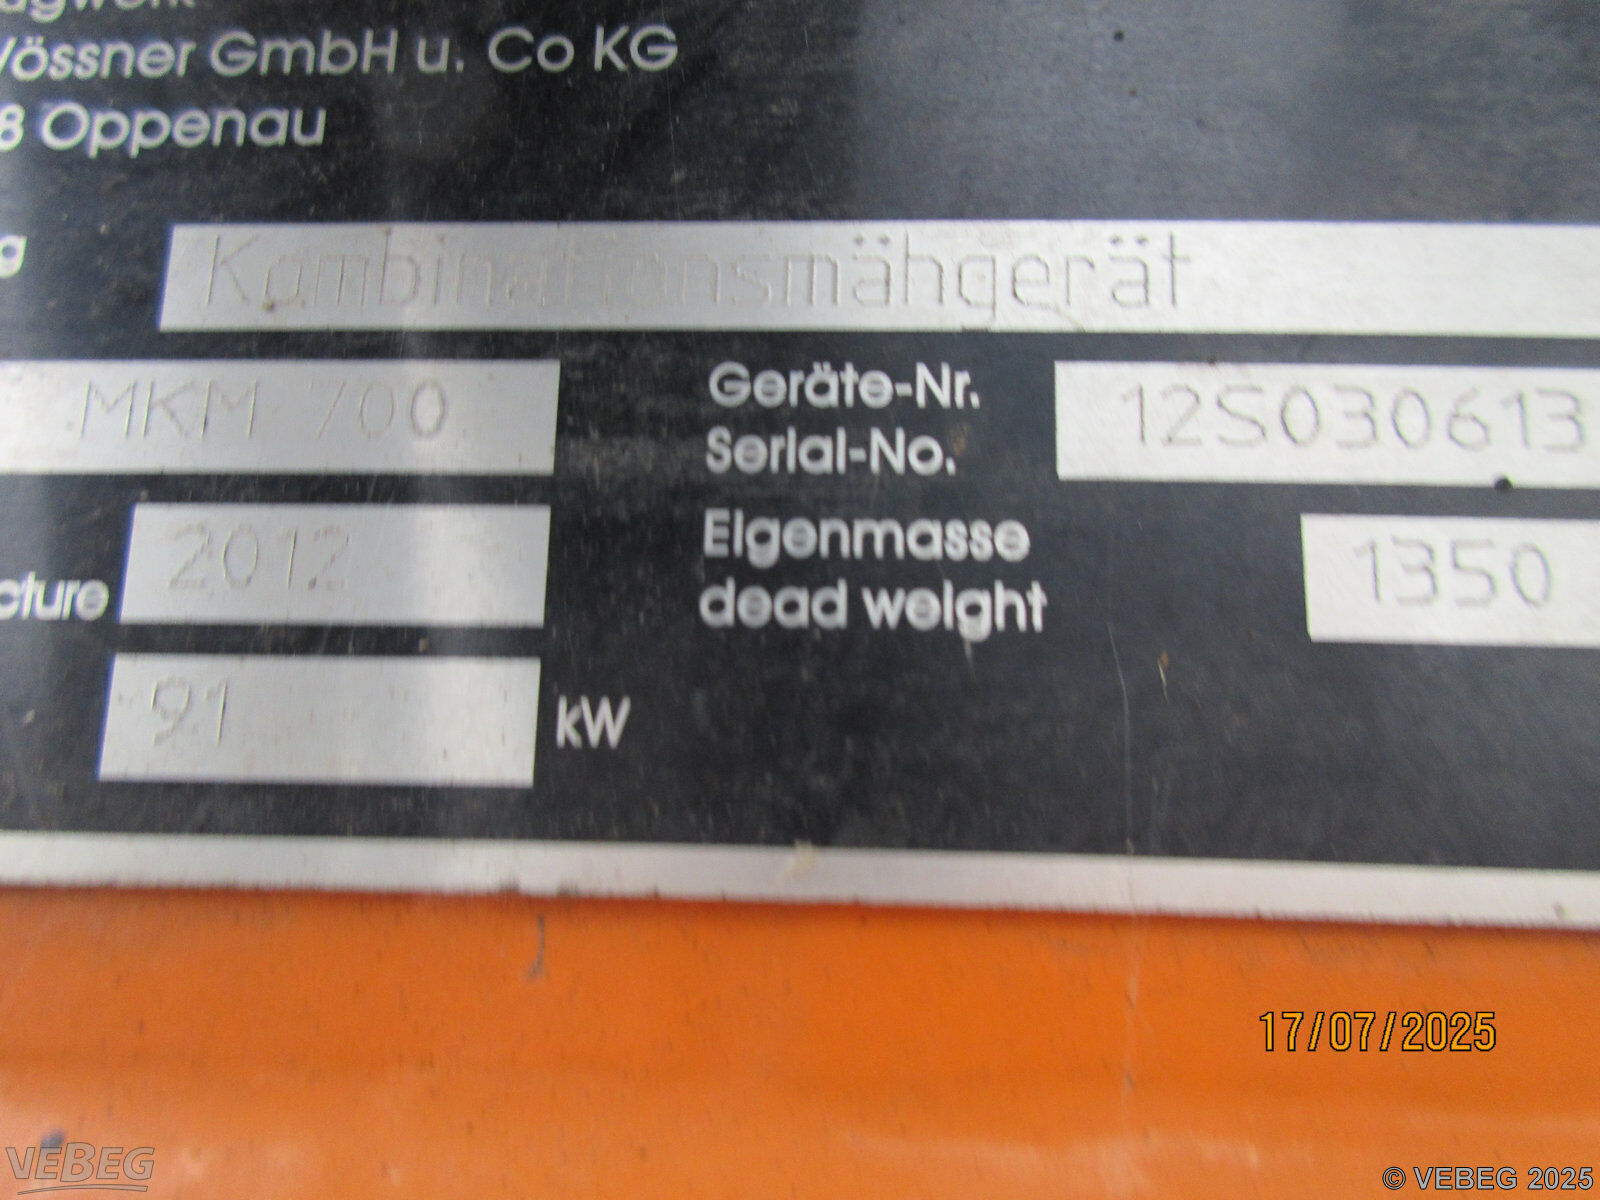 Vössner GmbH u. Co KG
8 Oppenau
g
Kombinationsmähgerät
MKM 700
Geräte-Nr.
Serial-No.
12S030613
2012
cture
Eigenmasse
dead weight
1350
91
kW
17/07/2025
VEBEG
© VEBEG 2025